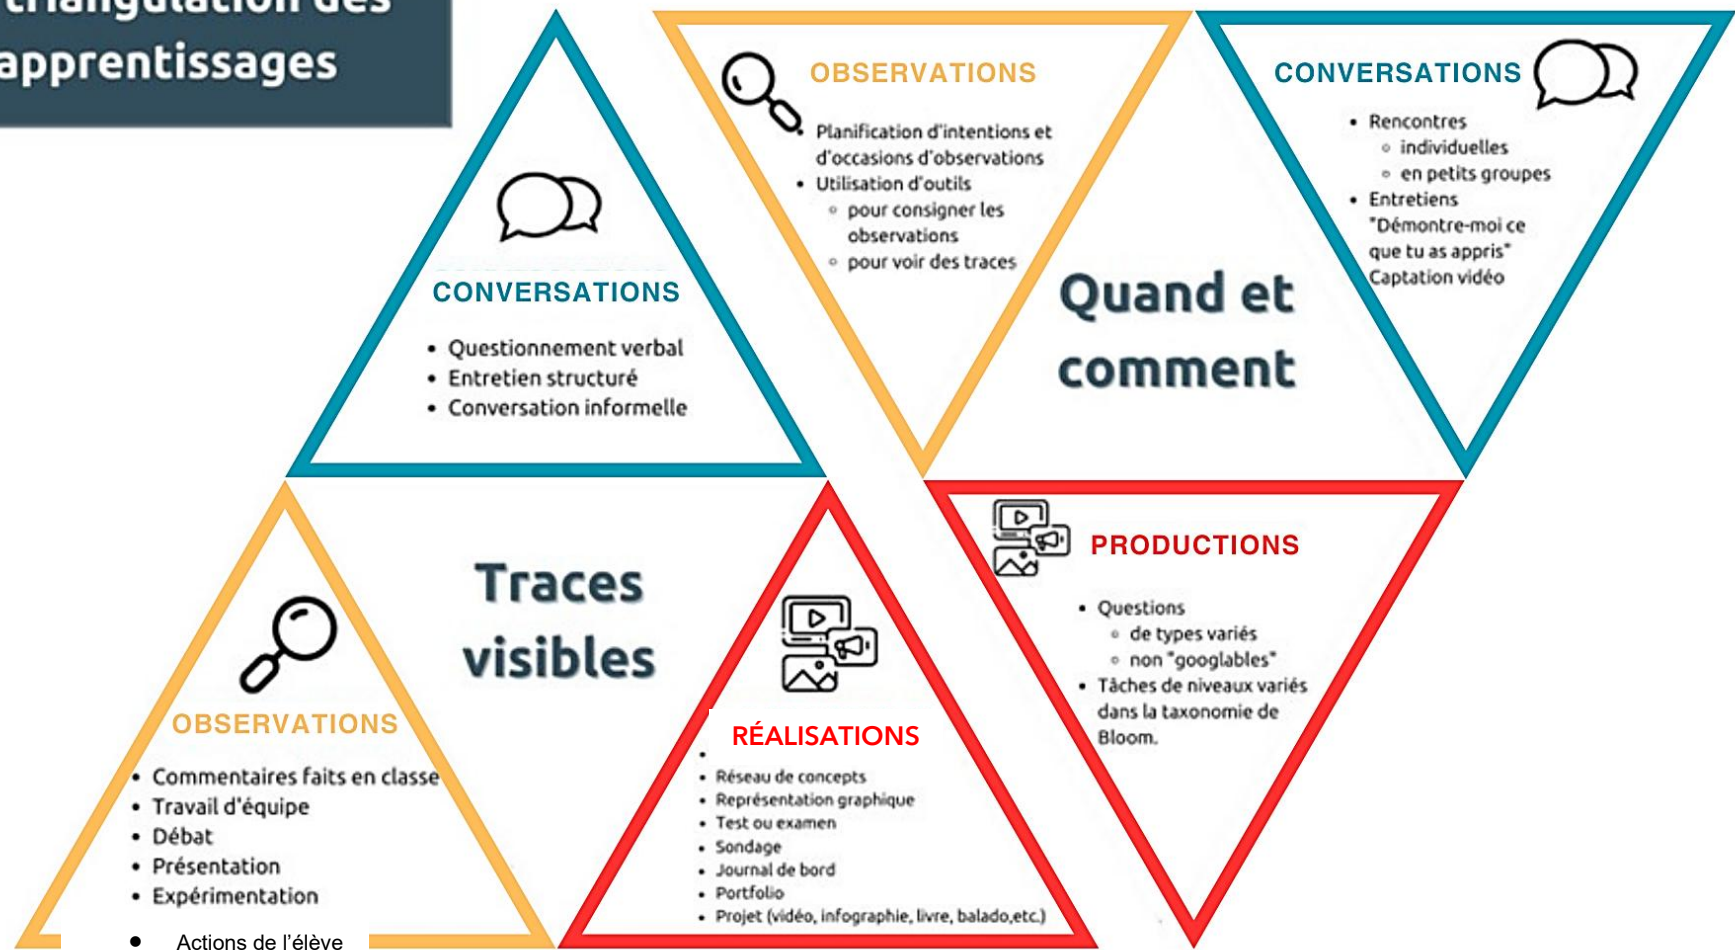 triangulation des
apprentissages
CONVERSATIONS
• Questionnement verbal
• Entretien structuré
• Conversation informelle
OBSERVATIONS
• Commentaires faits en classe
• Travail d'équipe
• Débat
• Présentation
• Expérimentation
• Actions de l'élève
Traces
visibles
RÉALISATIONS
•
• Réseau de concepts
• Représentation graphique
• Test ou examen
• Sondage
• Journal de bord
• Portfolio
• Projet (vidéo, infographie, livre, balado,etc.)
OBSERVATIONS
• Planification d'intentions et
d'occasions d'observations
• Utilisation d'outils
◦ pour consigner les
observations
◦ pour voir des traces
Quand et
comment
CONVERSATIONS
• Rencontres
◦ individuelles
◦ en petits groupes
• Entretiens
"Démontre-moi ce
que tu as appris"
Captation vidéo
PRODUCTIONS
• Questions
◦ de types variés
◦ non "googlables"
• Tâches de niveaux variés
dans la taxonomie de
Bloom.